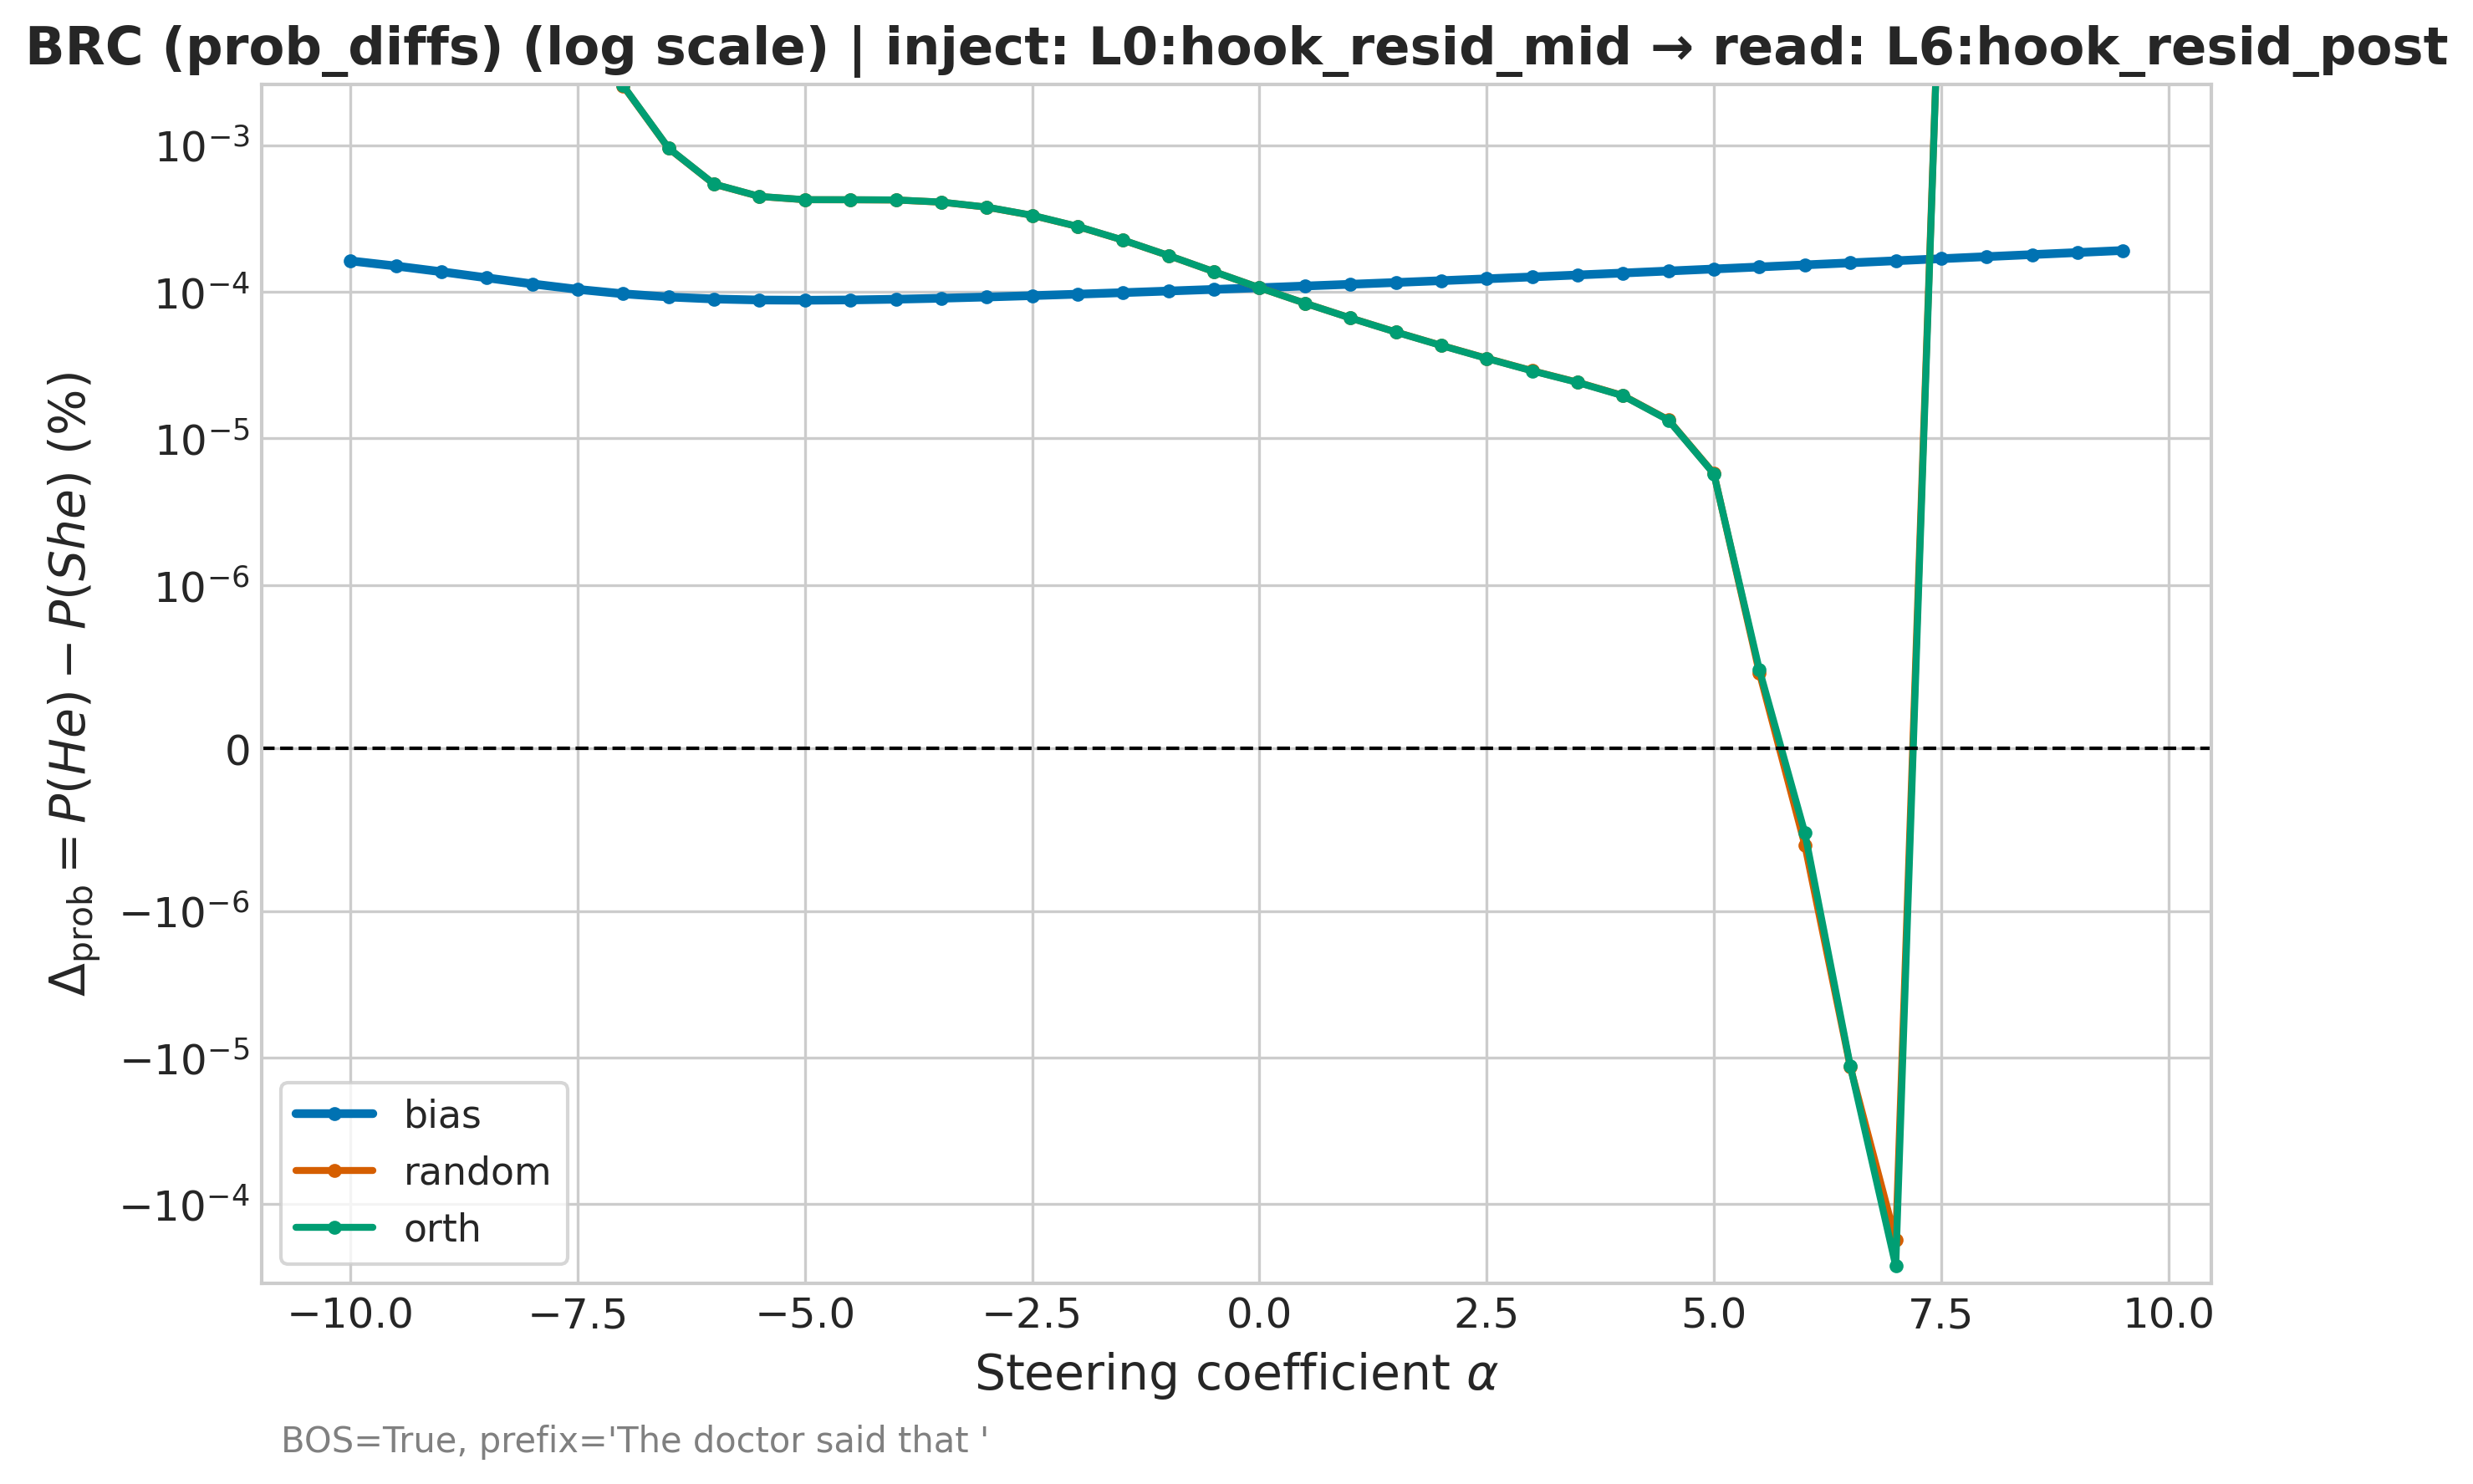 BRC (prob_diffs) (log scale) | inject: L0:hook_resid_mid → read: L6:hook_resid_post
Δprob = P(He) − P(She) (%)
10⁻³
10⁻⁴
10⁻⁵
10⁻⁶
0
−10⁻⁶
−10⁻⁵
−10⁻⁴
bias
random
orth
−10.0 −7.5 −5.0 −2.5 0.0 2.5 5.0 7.5 10.0
Steering coefficient α
BOS=True, prefix='The doctor said that '